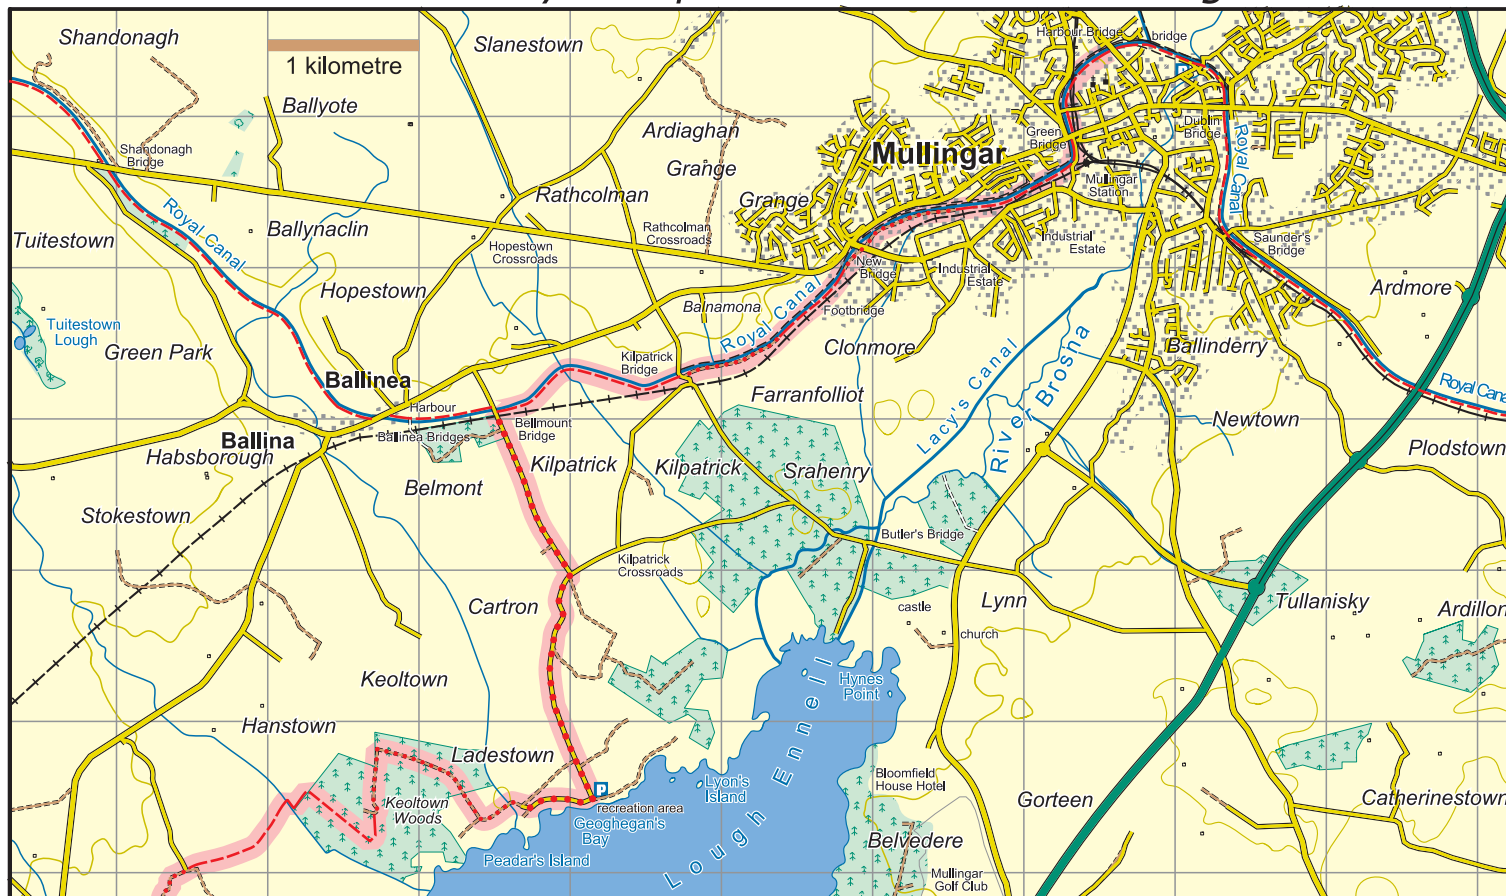 Shandonagh
1 kilometre
Slanestown
Ballyote
Harbour Bridge
bridge
Ardiaghan
Grange
Green
Bridge
Dublin
Bridge
Royal Canal
Shandonagh
Bridge
Mullingar
Mullingar
Station
Rathcolman
Grange
Royal Canal
Tuitestown
Ballynaclin
Hopestown
Crossroads
Rathcolman
Crossroads
Industrial
Estate
Saunder's
Bridge
New
Bridge
Industrial
Estate
Hopestown
Balnamona
Royal Canal
Footbridge
Ardmore
Tuitestown
Lough
Green Park
Kilpatrick
Bridge
Clonmore
Lacy's Canal
River Brosna
Ballinderry
Ballinea
Harbour
Farranfolliot
Royal Cana
Ballina
Habsborough
Ballinea Bridges
Bellmount
Bridge
Newtown
Plodstown
Kilpatrick
Kilpatrick
Srahenry
Belmont
Stokestown
Butler's Bridge
Kilpatrick
Crossroads
Cartron
castle
Lynn
Tullanisky
Ardillon
church
Keoltown
Hynes
Point
Hanstown
Ladestown
Lough Ennell
Lyon's
Island
Bloomfield
House Hotel
Keoltown
Woods
P
recreation area
Geoghegan's
Bay
Gorteen
Catherinestown
Peadar's Island
Belvedere
Mullingar
Golf Club